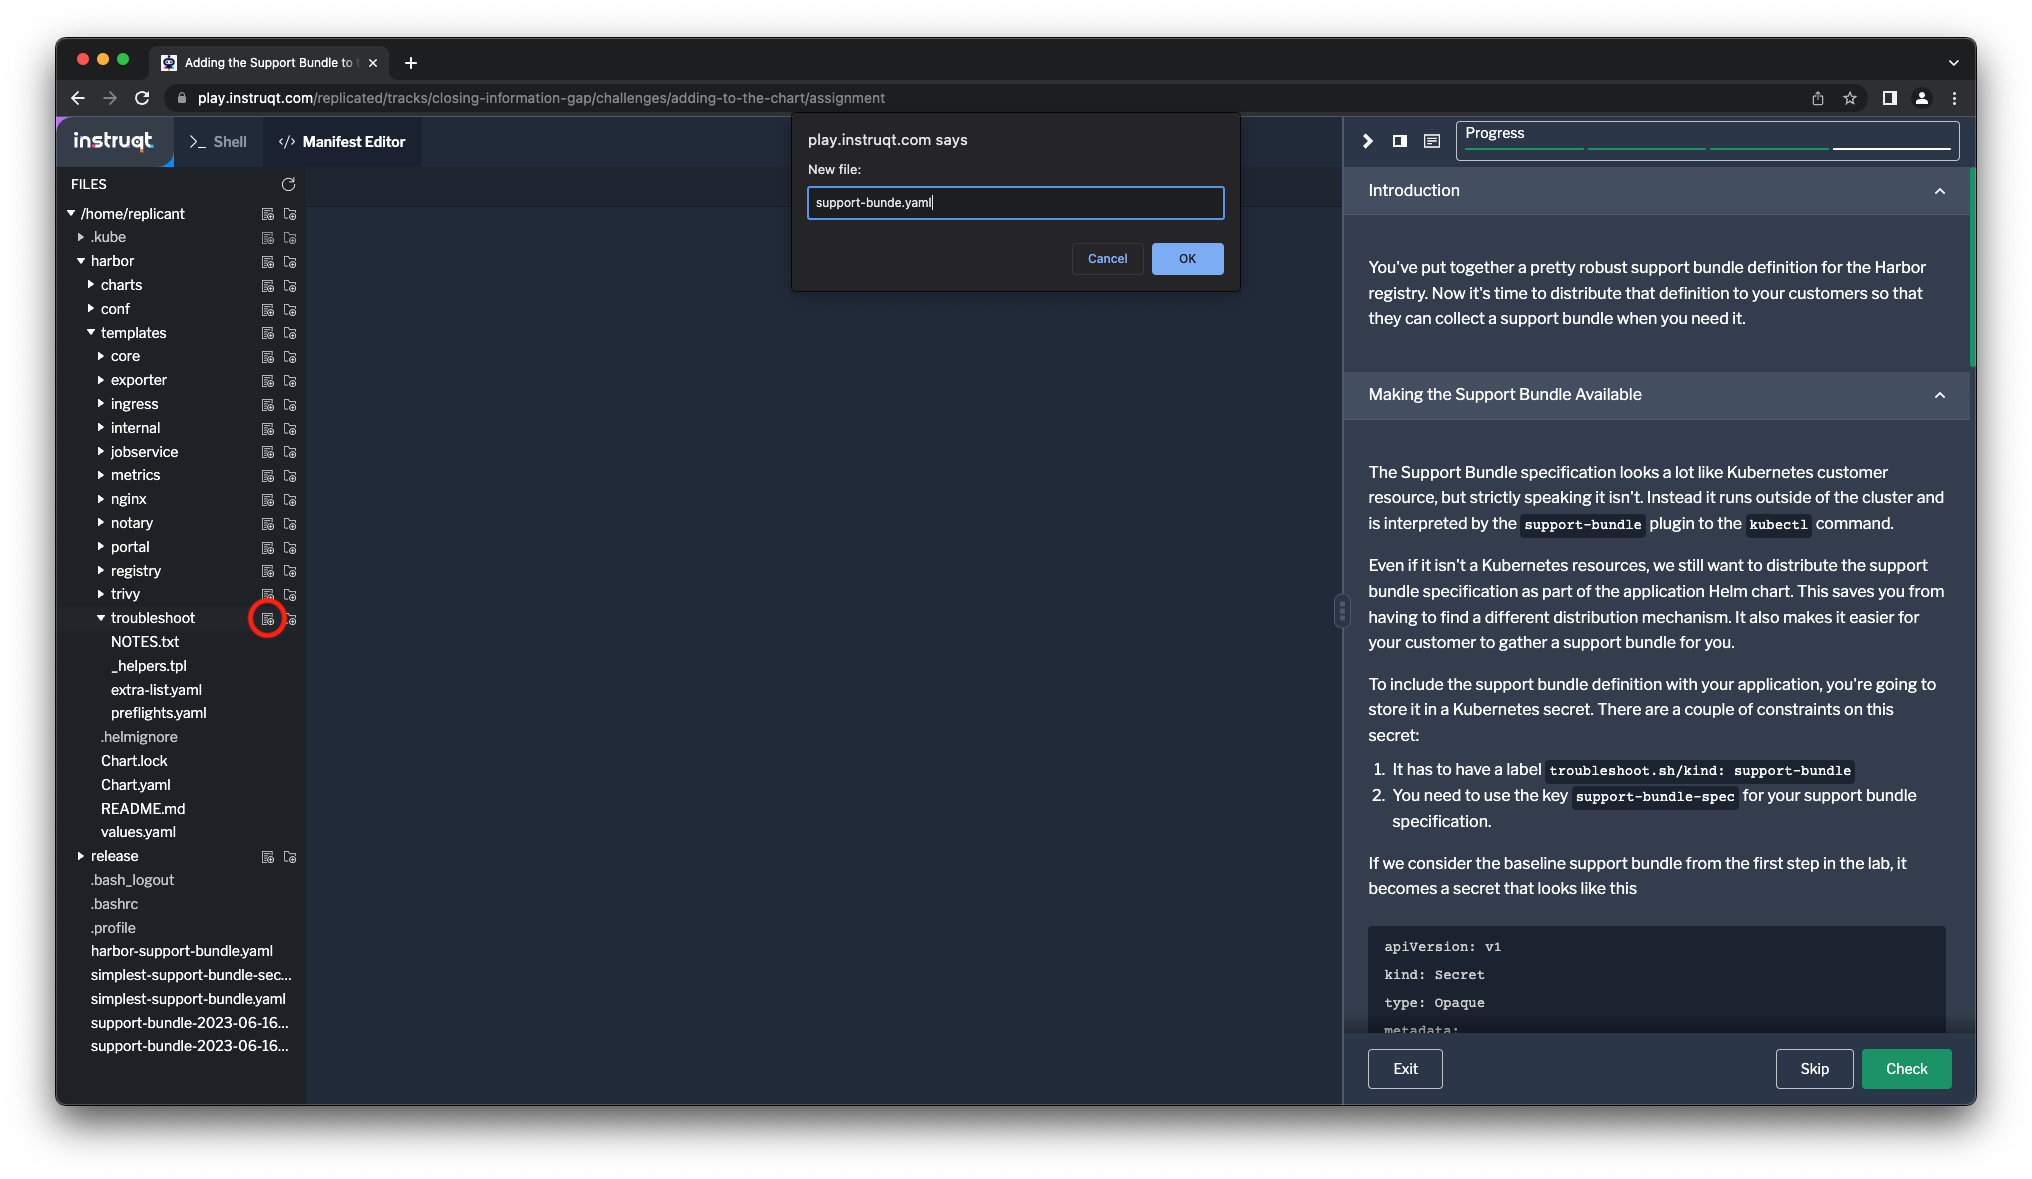 Adding the Support Bundle to t
play.instruqt.com/replicated/tracks/closing-information-gap/challenges/adding-to-the-chart/assignment
instruqt
>_ Shell
</> Manifest Editor
FILES
/home/replicant
.kube
harbor
charts
conf
templates
core
exporter
ingress
internal
jobservice
metrics
nginx
notary
portal
registry
trivy
troubleshoot
NOTES.txt
_helpers.tpl
extra-list.yaml
preflights.yaml
.helmignore
Chart.lock
Chart.yaml
README.md
values.yaml
release
.bash_logout
.bashrc
.profile
harbor-support-bundle.yaml
simplest-support-bundle-sec...
simplest-support-bundle.yaml
support-bundle-2023-06-16...
support-bundle-2023-06-16...
play.instruqt.com says
New file:
support-bunde.yaml
Cancel
OK
Progress
Introduction
You've put together a pretty robust support bundle definition for the Harbor
registry. Now it's time to distribute that definition to your customers so that
they can collect a support bundle when you need it.
Making the Support Bundle Available
The Support Bundle specification looks a lot like Kubernetes customer
resource, but strictly speaking it isn't. Instead it runs outside of the cluster and
is interpreted by the support-bundle plugin to the kubectl command.
Even if it isn't a Kubernetes resources, we still want to distribute the support
bundle specification as part of the application Helm chart. This saves you from
having to find a different distribution mechanism. It also makes it easier for
your customer to gather a support bundle for you.
To include the support bundle definition with your application, you're going to
store it in a Kubernetes secret. There are a couple of constraints on this
secret:
1. It has to have a label troubleshoot.sh/kind: support-bundle
2. You need to use the key support-bundle-spec for your support bundle
specification.
If we consider the baseline support bundle from the first step in the lab, it
becomes a secret that looks like this
apiVersion: v1
kind: Secret
type: Opaque
metadata:
Exit
Skip
Check